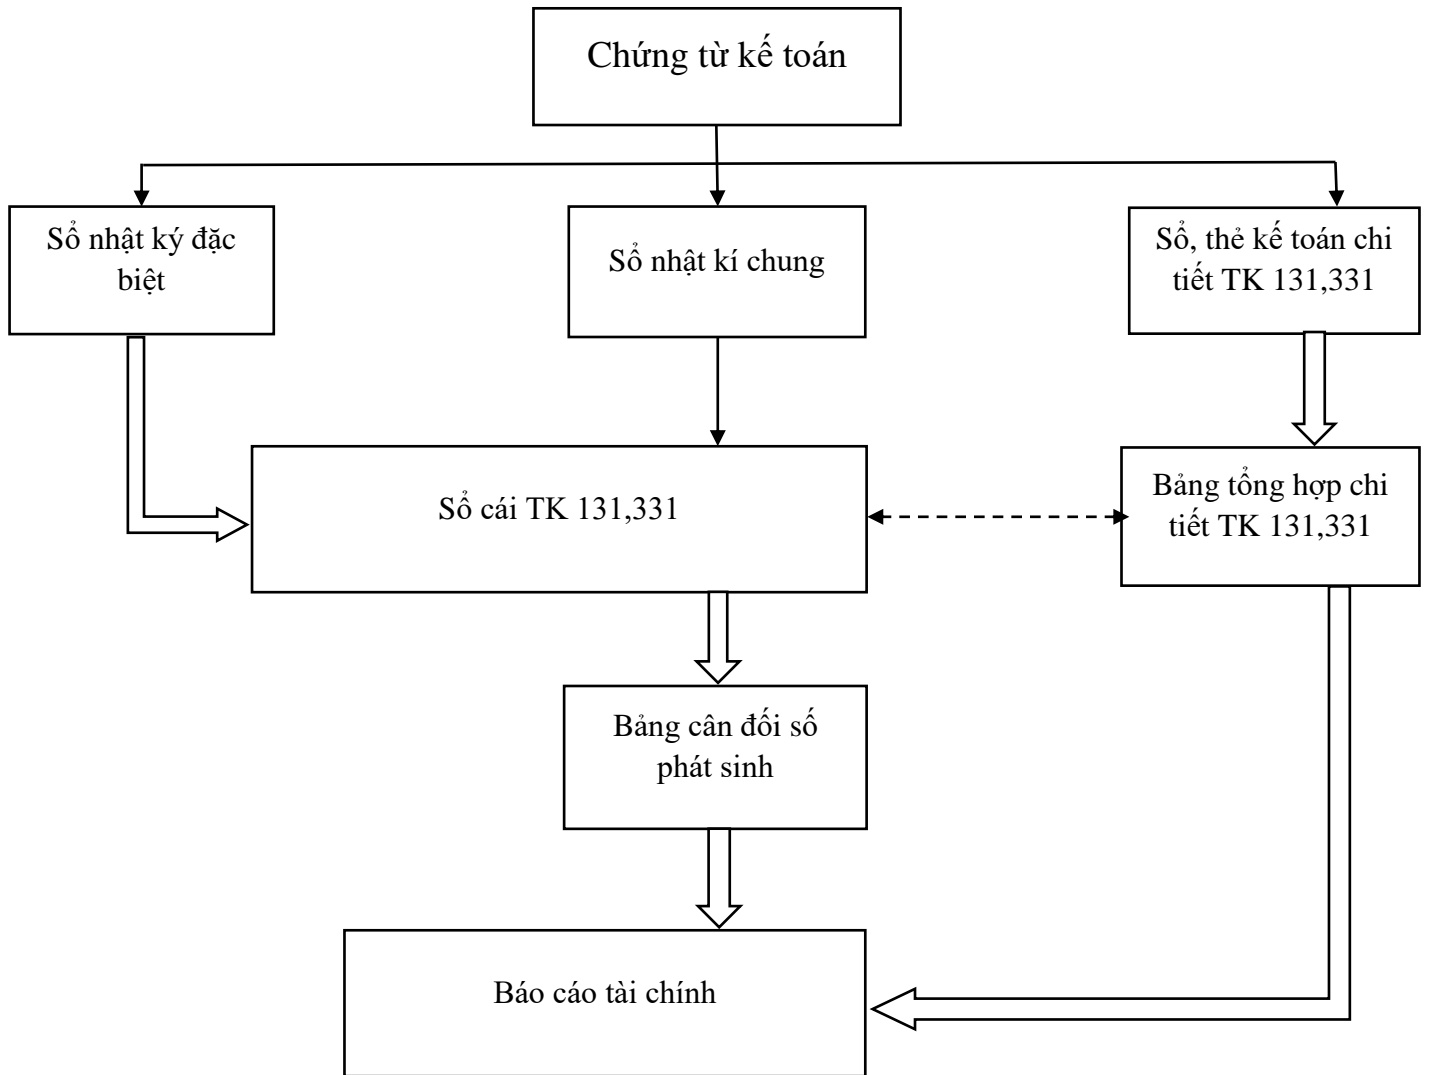 Chứng từ kế toán
Sổ nhật ký đặc
biệt
Sổ nhật kí chung
Sổ, thẻ kế toán chi
tiết TK 131,331
Sổ cái TK 131,331
Bảng tổng hợp chi
tiết TK 131,331
Bảng cân đối số
phát sinh
Báo cáo tài chính